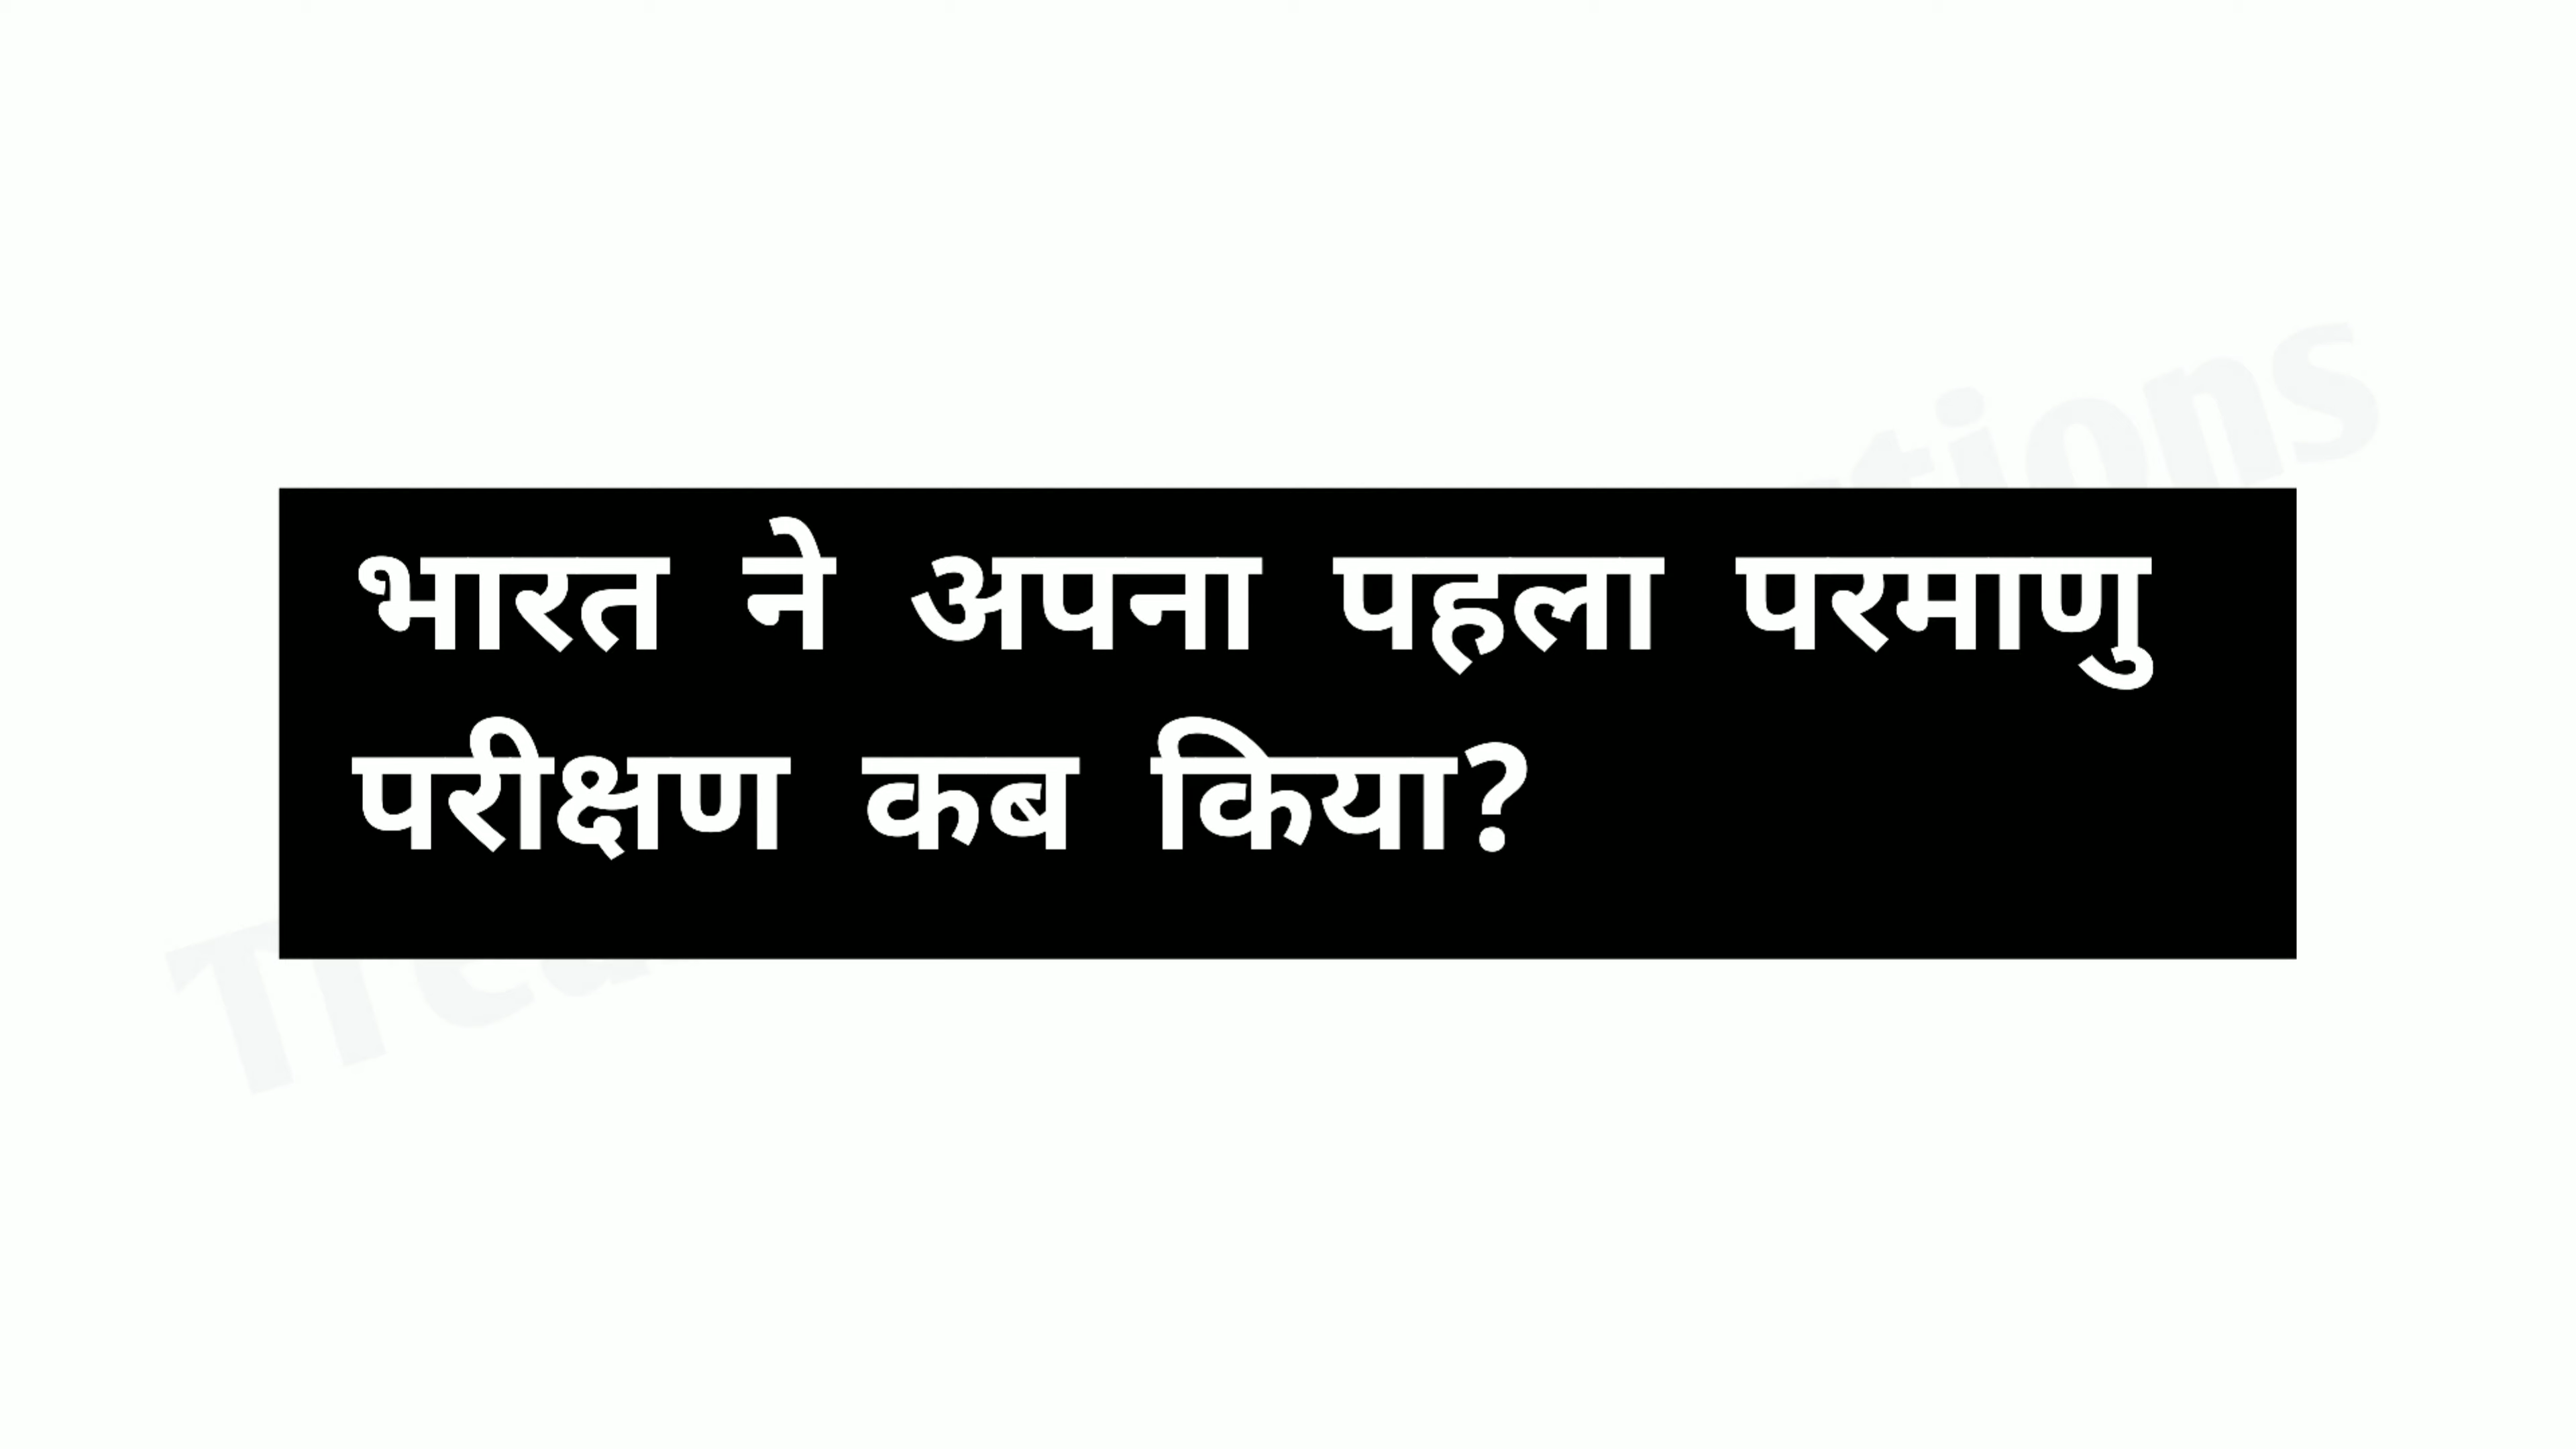 भारत ने अपना पहला परमाणु
परीक्षण कब किया?